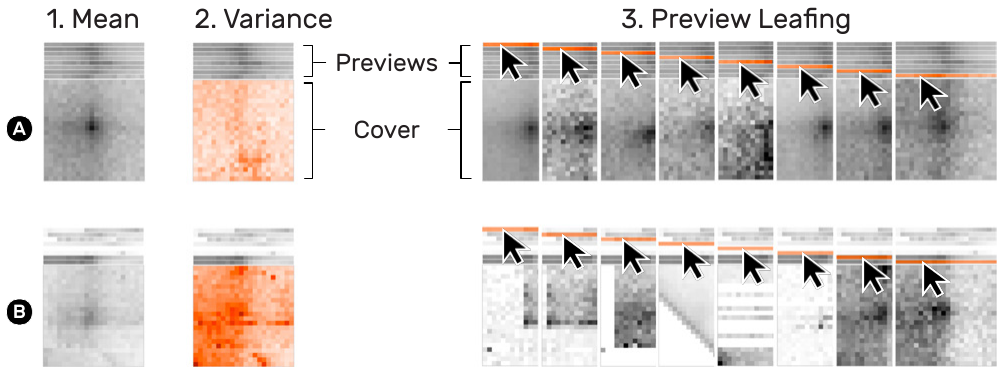 1. Mean
2. Variance
3. Preview Leafing
Previews
A
Cover
B